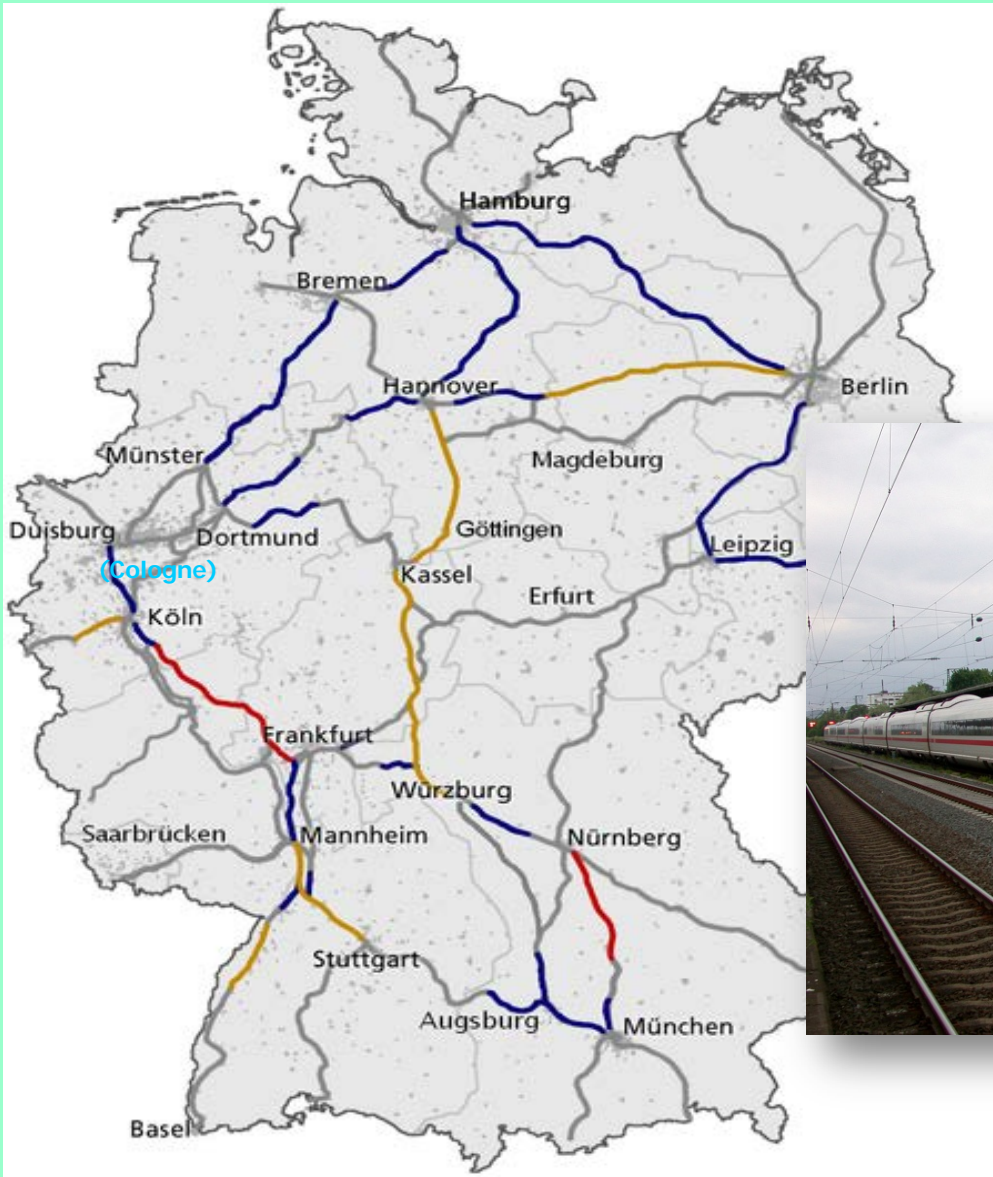 Hamburg
Bremen
Hannover
Berlin
Münster
Magdeburg
Duisburg
Dortmund
Göttingen
Leipzig
(Cologne)
Kassel
Erfurt
Köln
Frankfurt
Würzburg
Saarbrücken
Mannheim
Nürnberg
Stuttgart
Augsburg
München
Basel